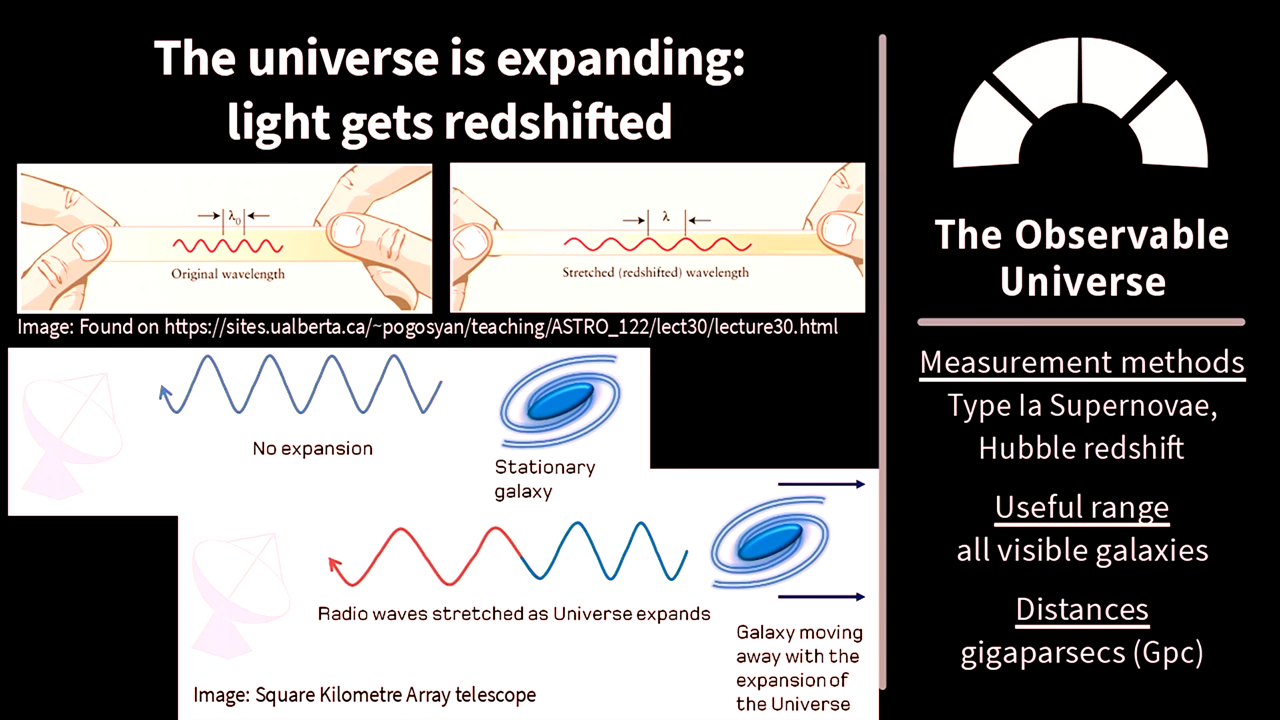 The universe is expanding:
light gets redshifted
λ₀
Original wavelength
λ
Stretched (redshifted) wavelength
Image: Found on https://sites.ualberta.ca/~pogosyan/teaching/ASTRO_122/lect30/lecture30.html
No expansion
Stationary
galaxy
Radio waves stretched as Universe expands
Galaxy moving
away with the
expansion of
the Universe
Image: Square Kilometre Array telescope
The Observable
Universe
Measurement methods
Type Ia Supernovae,
Hubble redshift
Useful range
all visible galaxies
Distances
gigaparsecs (Gpc)